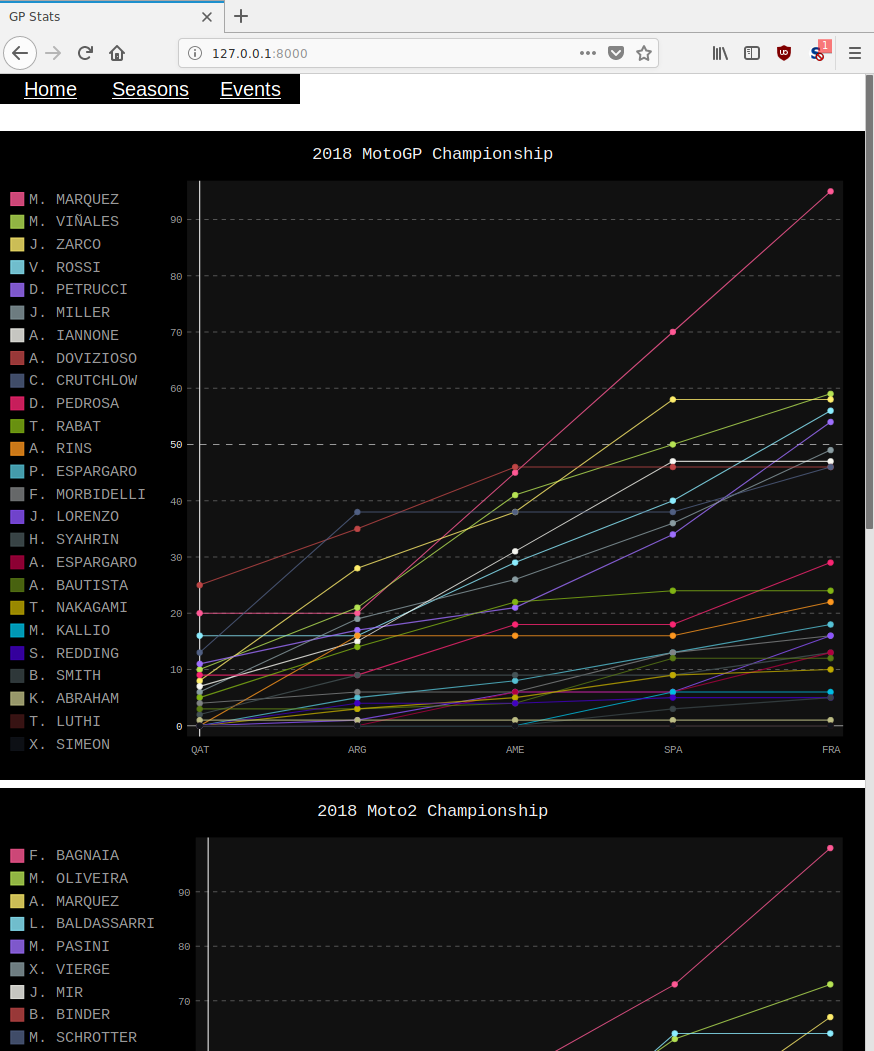 GP Stats
127.0.0.1:8000
1
Home Seasons Events
2018 MotoGP Championship
M. MARQUEZ
M. VIÑALES
J. ZARCO
V. ROSSI
D. PETRUCCI
J. MILLER
A. IANNONE
A. DOVIZIOSO
C. CRUTCHLOW
D. PEDROSA
T. RABAT
A. RINS
P. ESPARGARO
F. MORBIDELLI
J. LORENZO
H. SYAHRIN
A. ESPARGARO
A. BAUTISTA
T. NAKAGAMI
M. KALLIO
S. REDDING
B. SMITH
K. ABRAHAM
T. LUTHI
X. SIMEON
90
80
70
60
50
40
30
20
10
0
QAT ARG AME SPA FRA
2018 Moto2 Championship
F. BAGNAIA
M. OLIVEIRA
A. MARQUEZ
L. BALDASSARRI
M. PASINI
X. VIERGE
J. MIR
B. BINDER
M. SCHROTTER
90
80
70